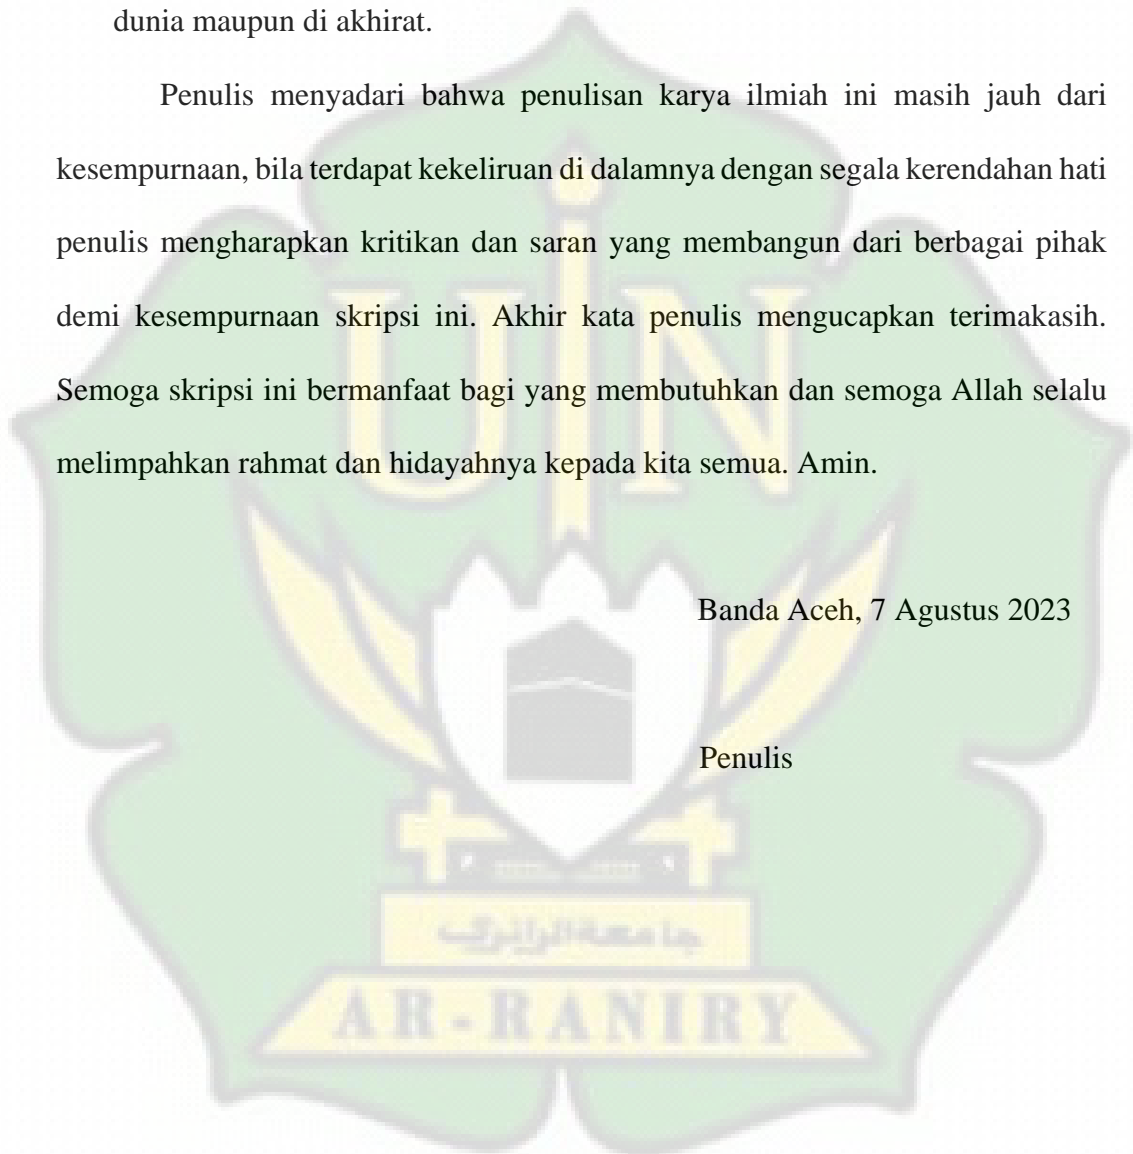 dunia maupun di akhirat.
Penulis menyadari bahwa penulisan karya ilmiah ini masih jauh dari
kesempurnaan, bila terdapat kekeliruan di dalamnya dengan segala kerendahan hati
penulis mengharapkan kritikan dan saran yang membangun dari berbagai pihak
demi kesempurnaan skripsi ini. Akhir kata penulis mengucapkan terimakasih.
Semoga skripsi ini bermanfaat bagi yang membutuhkan dan semoga Allah selalu
melimpahkan rahmat dan hidayahnya kepada kita semua. Amin.
Banda Aceh, 7 Agustus 2023
Penulis
UIN
جامعة الرانري
AR-RANIRY